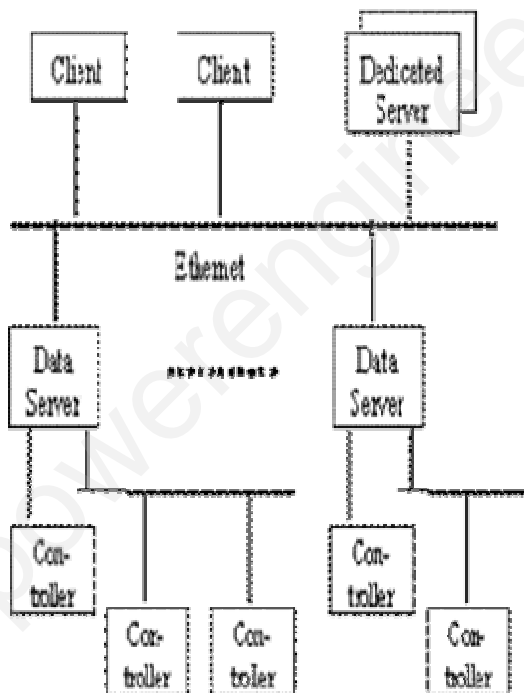 Client
Client
Dedicated
Server
Ethernet
Data
Server
Data
Server
Con-
troller
Con-
troller
Con-
troller
Con-
troller
Con-
troller
powerenginee